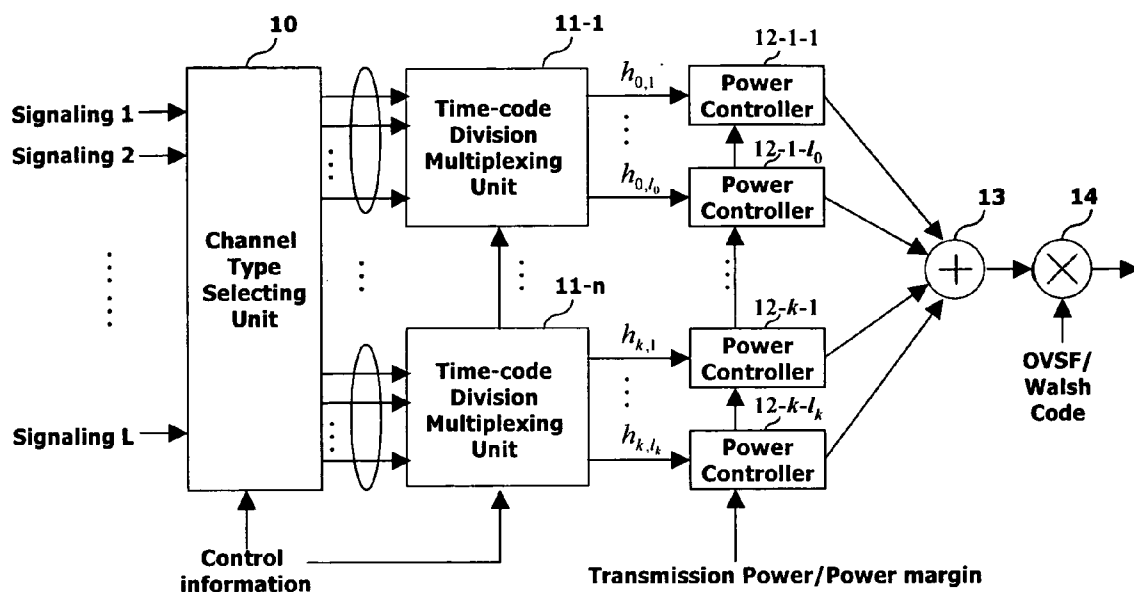 10
11-1
12-1-1
Signaling 1
Signaling 2
Signaling L
Channel
Type
Selecting
Unit
Time-code
Division
Multiplexing
Unit
h0,1
h0,l0
Power
Controller
12-1-l0
Power
Controller
13
14
11-n
12-k-1
Time-code
Division
Multiplexing
Unit
hk,1
hk,lk
Power
Controller
12-k-lk
Power
Controller
OVSF/
Walsh
Code
Control
information
Transmission Power/Power margin